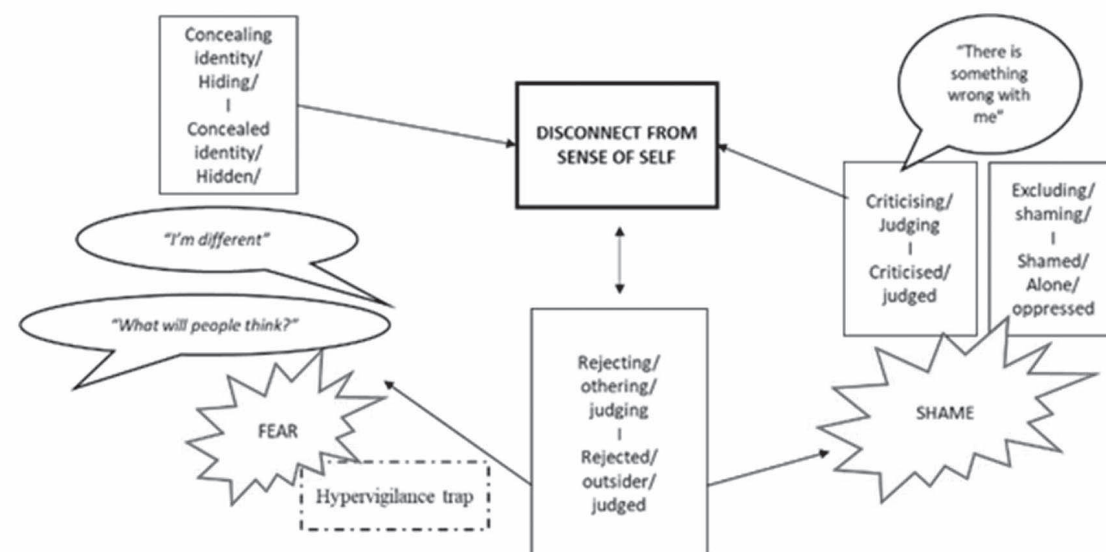 Concealing
identity/
Hiding/
I
Concealed
identity/
Hidden/
DISCONNECT FROM
SENSE OF SELF
"There is
something
wrong with
me"
Criticising/
Judging
I
Criticised/
judged
Excluding/
shaming/
I
Shamed/
Alone/
oppressed
"I'm different"
"What will people think?"
FEAR
Hypervigilance trap
Rejecting/
othering/
judging
I
Rejected/
outsider/
judged
SHAME